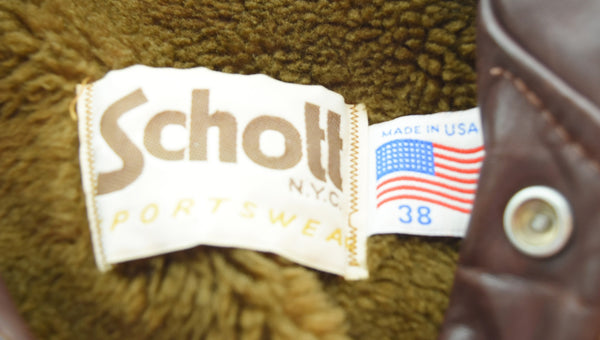 Schott
N.Y.C.
PORTSWEA
MADE IN USA
38